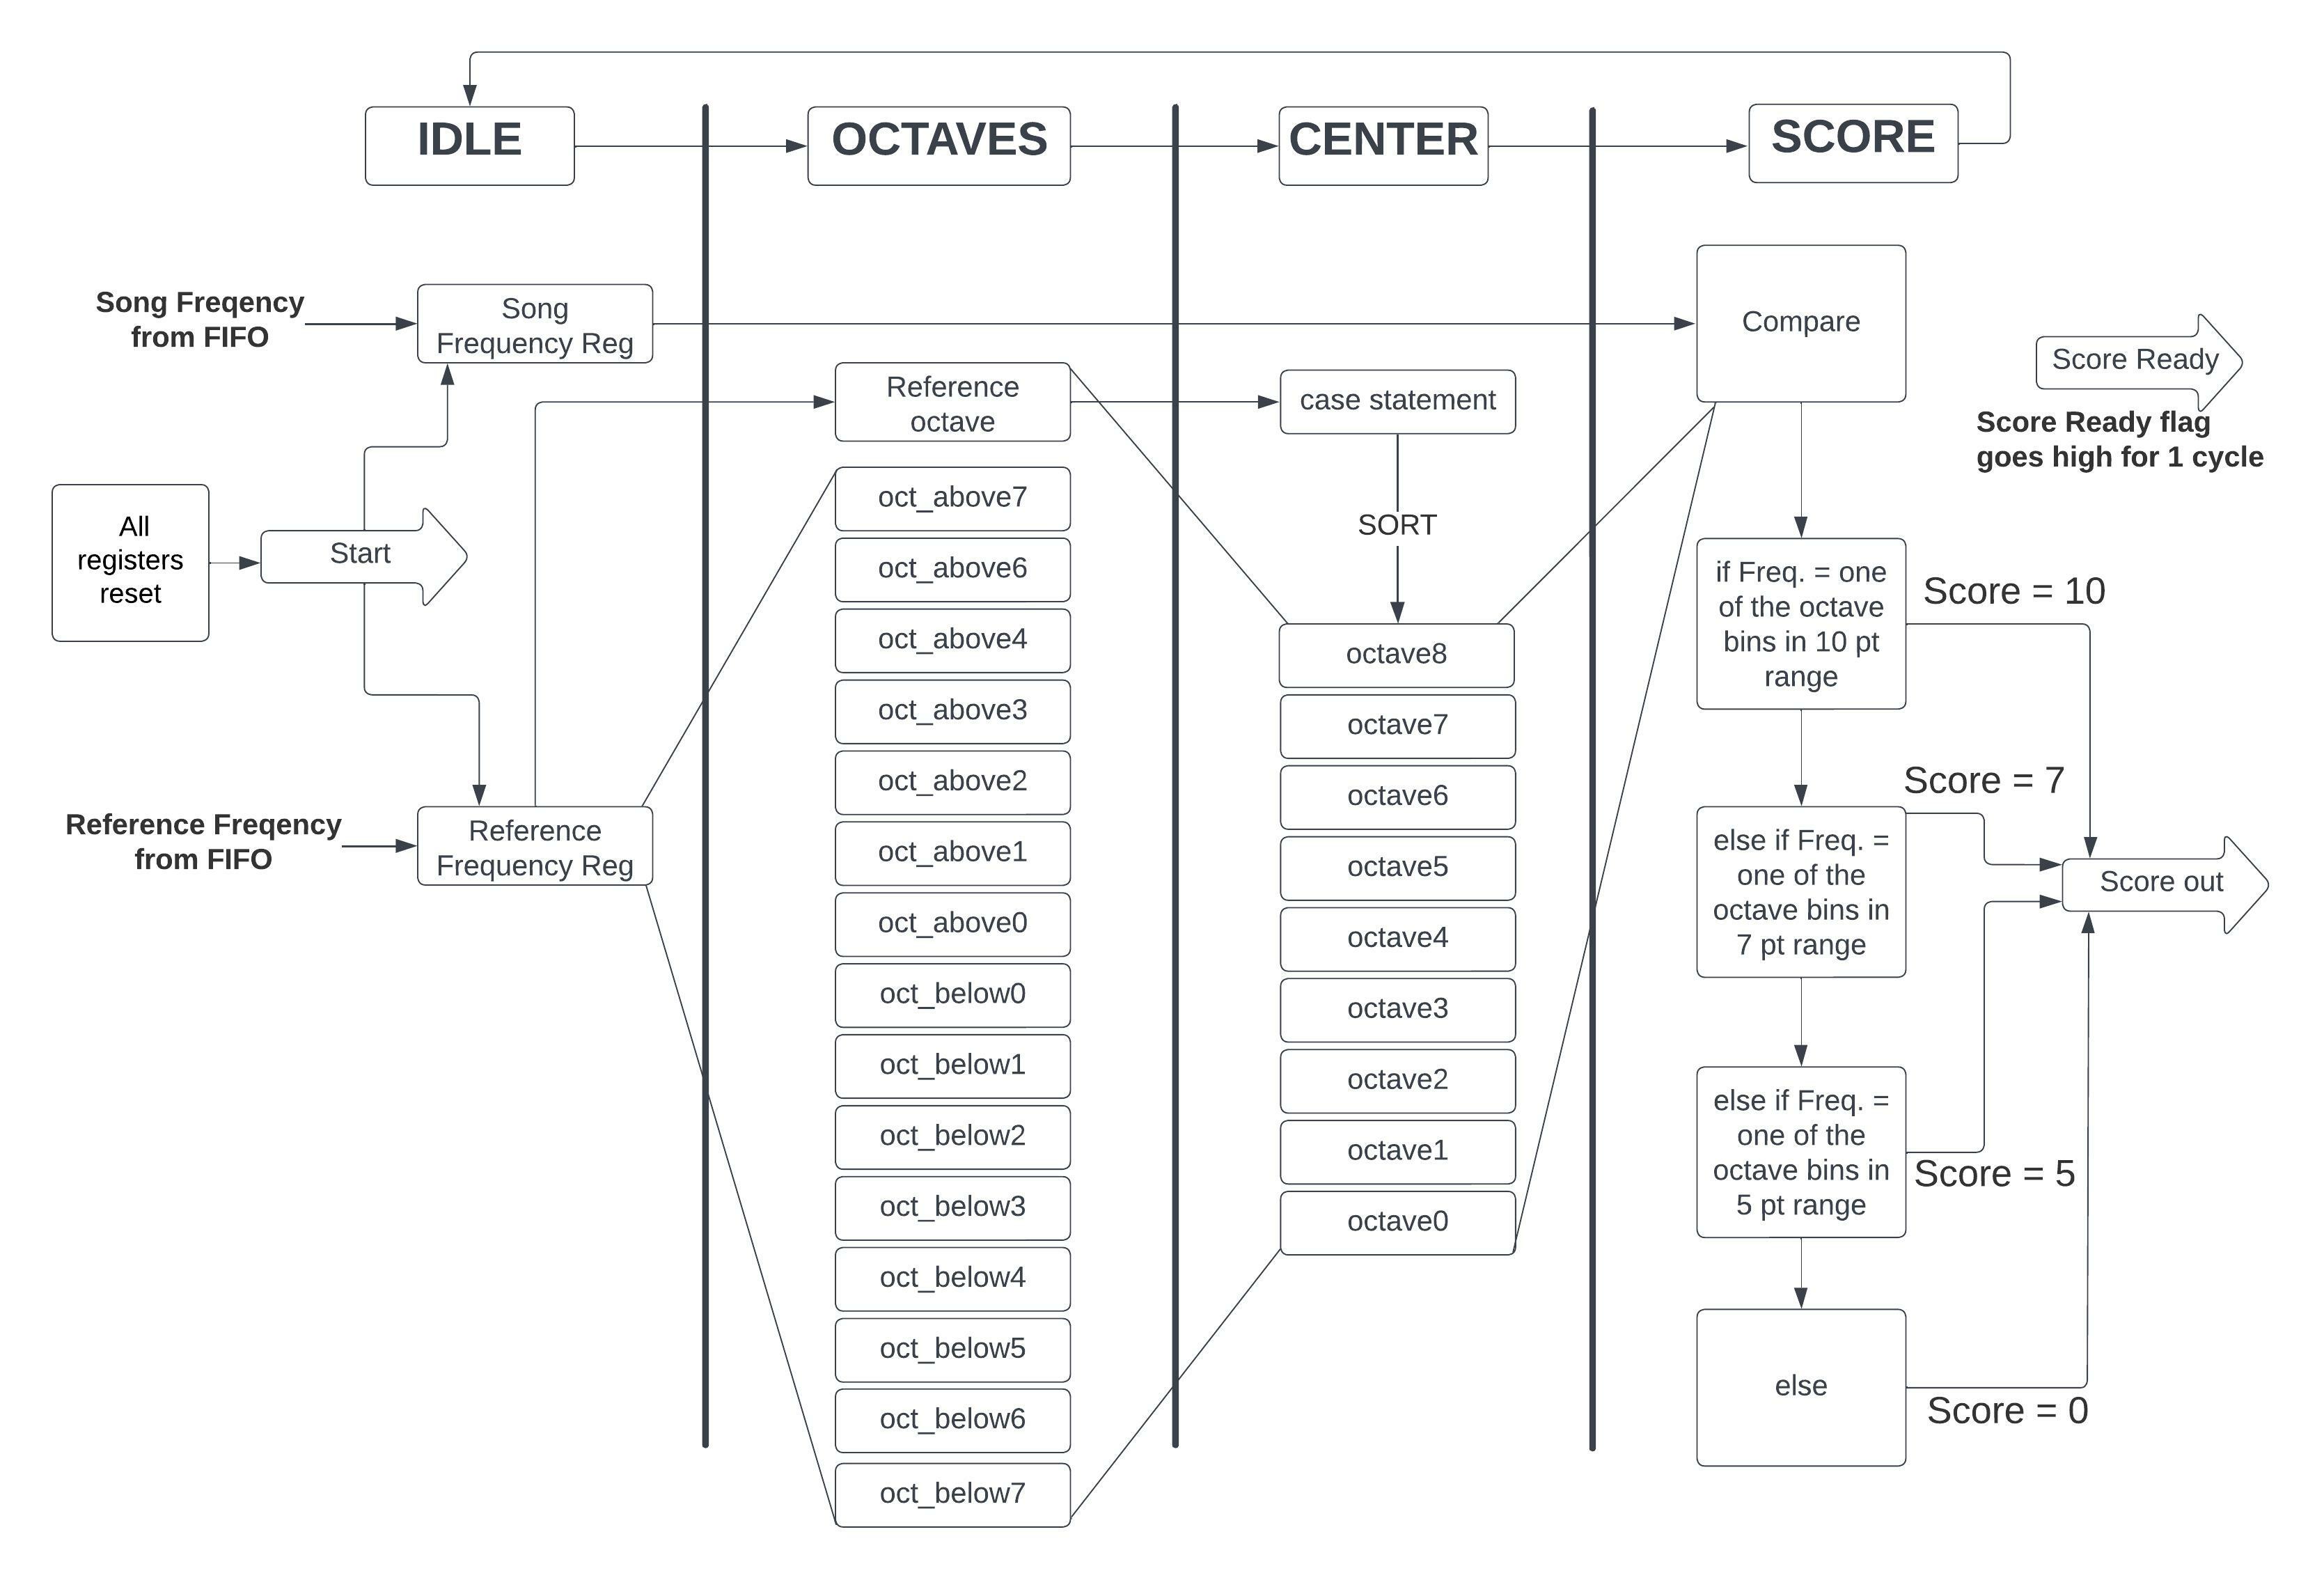 IDLE
OCTAVES
CENTER
SCORE
Song Freqency
from FIFO
Song
Frequency Reg
Compare
Score Ready
Score Ready flag
goes high for 1 cycle
Reference
octave
case statement
SORT
All
registers
reset
Start
Reference Freqency
from FIFO
Reference
Frequency Reg
oct_above7
oct_above6
oct_above4
oct_above3
oct_above2
oct_above1
oct_above0
oct_below0
oct_below1
oct_below2
oct_below3
oct_below4
oct_below5
oct_below6
oct_below7
octave8
octave7
octave6
octave5
octave4
octave3
octave2
octave1
octave0
if Freq. = one
of the octave
bins in 10 pt
range
Score = 10
else if Freq. =
one of the
octave bins in
7 pt range
Score = 7
Score out
else if Freq. =
one of the
octave bins in
5 pt range
Score = 5
else
Score = 0